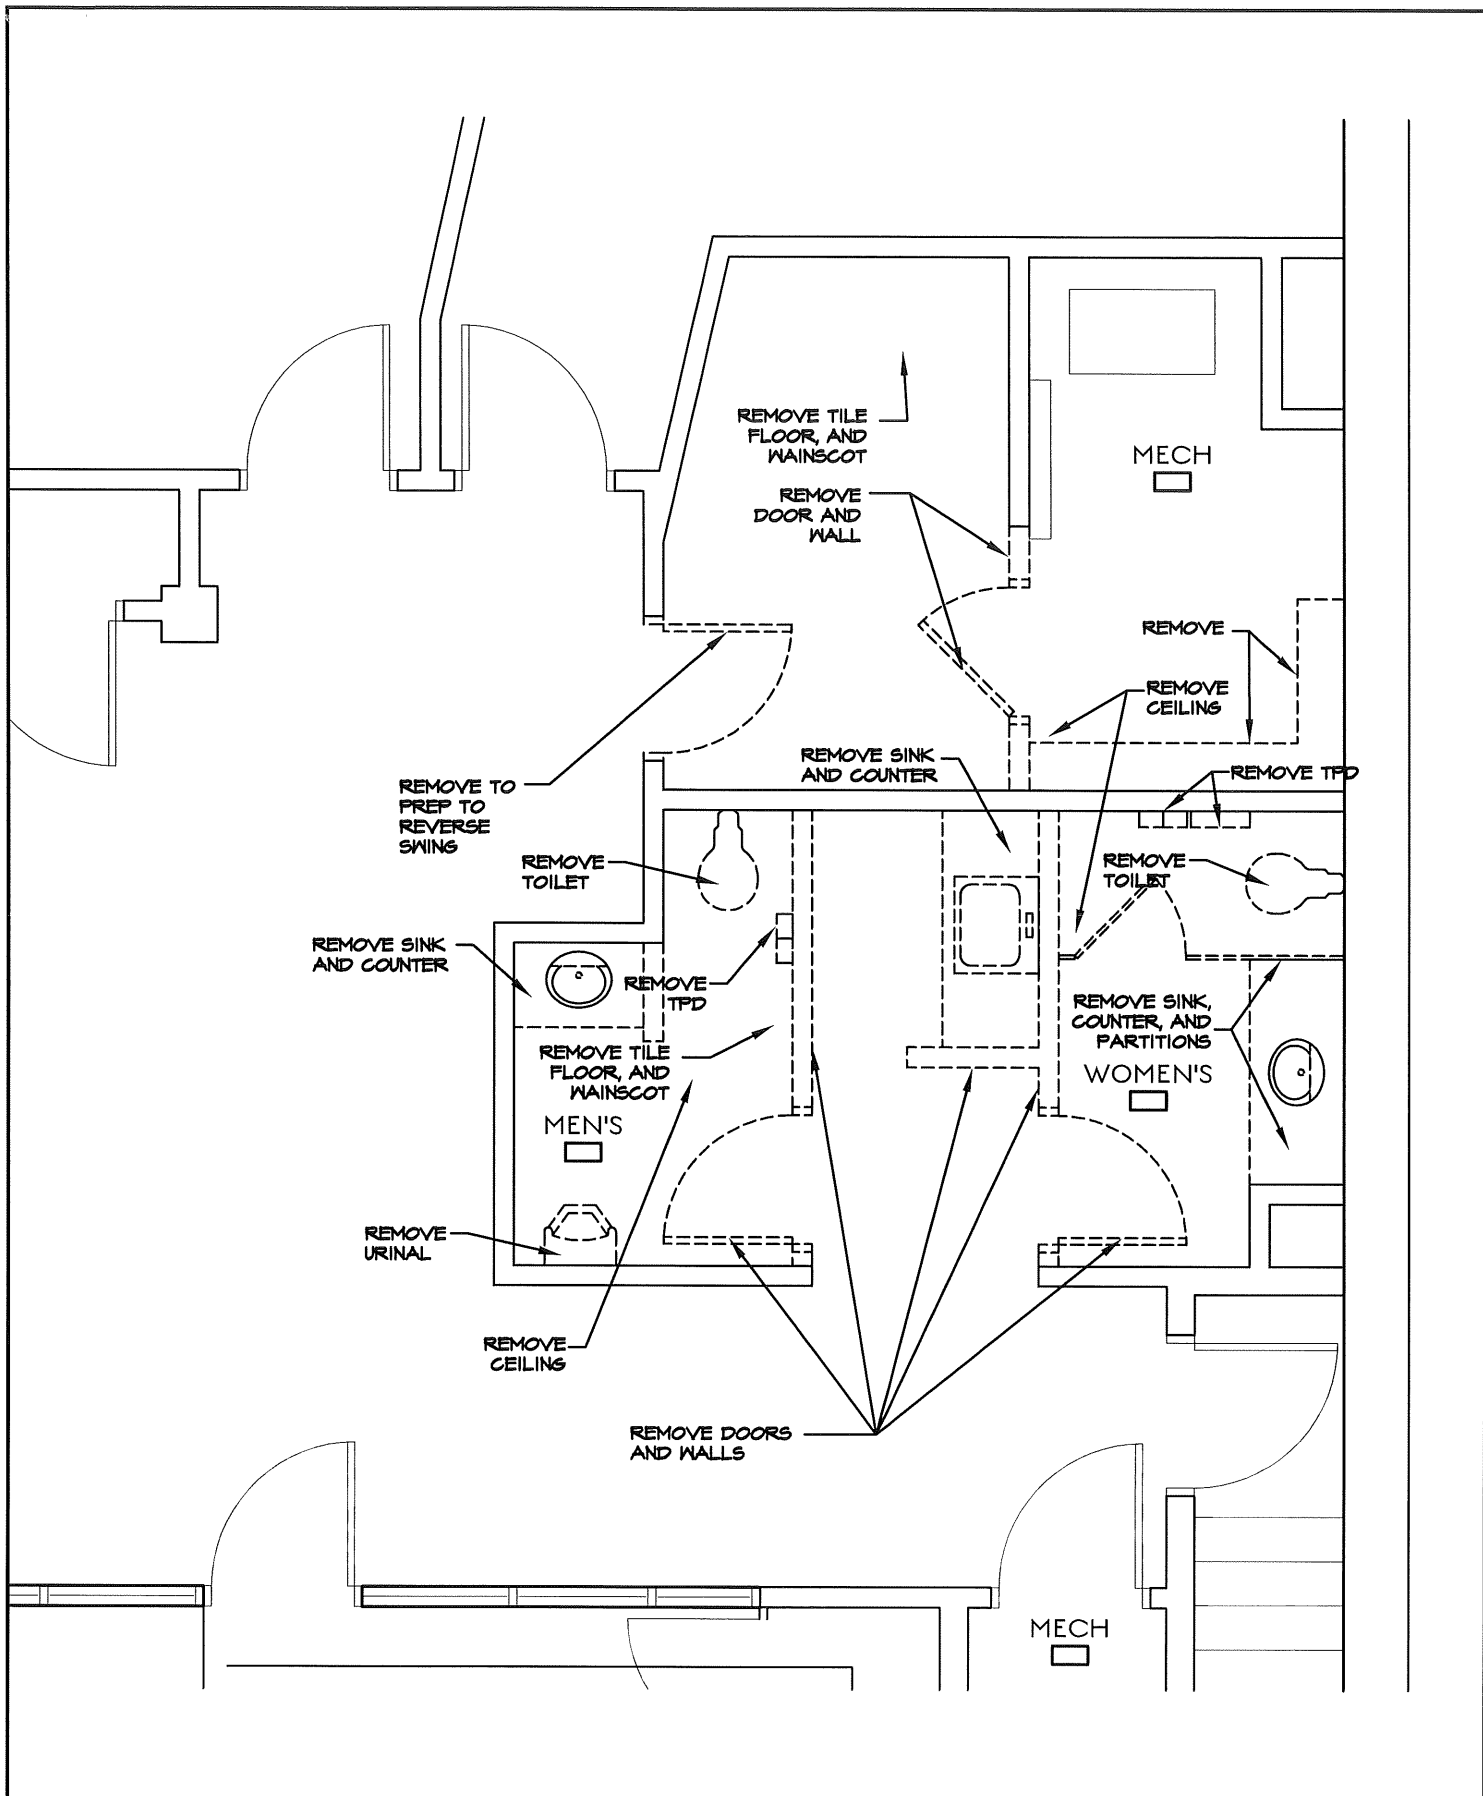 REMOVE TILE
FLOOR, AND
WAINSCOT
MECH
REMOVE
DOOR AND
WALL
REMOVE
REMOVE
CEILING
REMOVE SINK
AND COUNTER
REMOVE TPD
REMOVE TO
PREP TO
REVERSE
SWING
REMOVE
TOILET
REMOVE
TOILET
REMOVE SINK
AND COUNTER
REMOVE
TPD
REMOVE SINK,
COUNTER, AND
PARTITIONS
REMOVE TILE
FLOOR, AND
WAINSCOT
WOMEN'S
MEN'S
REMOVE
URINAL
REMOVE
CEILING
REMOVE DOORS
AND WALLS
MECH